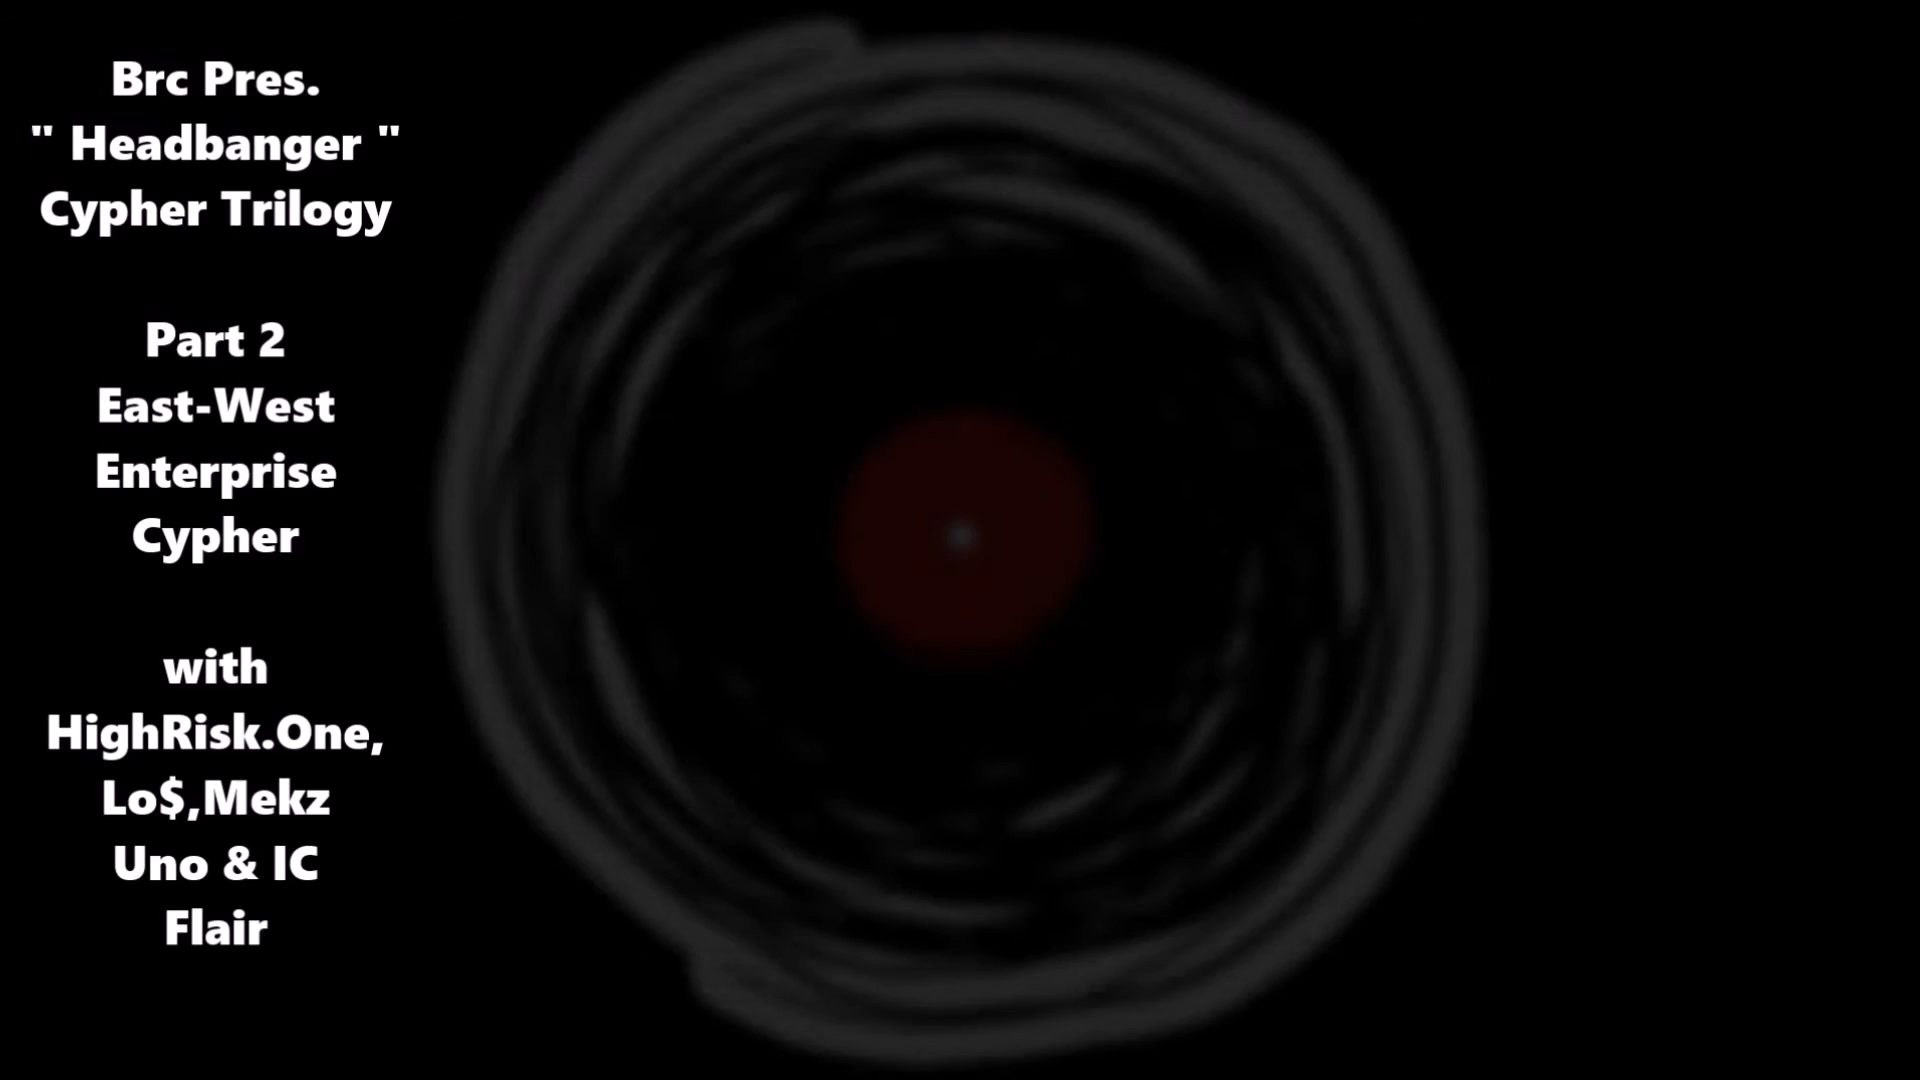 Brc Pres.
" Headbanger "
Cypher Trilogy
Part 2
East-West
Enterprise
Cypher
with
HighRisk.One,
Lo$,Mekz
Uno & IC
Flair